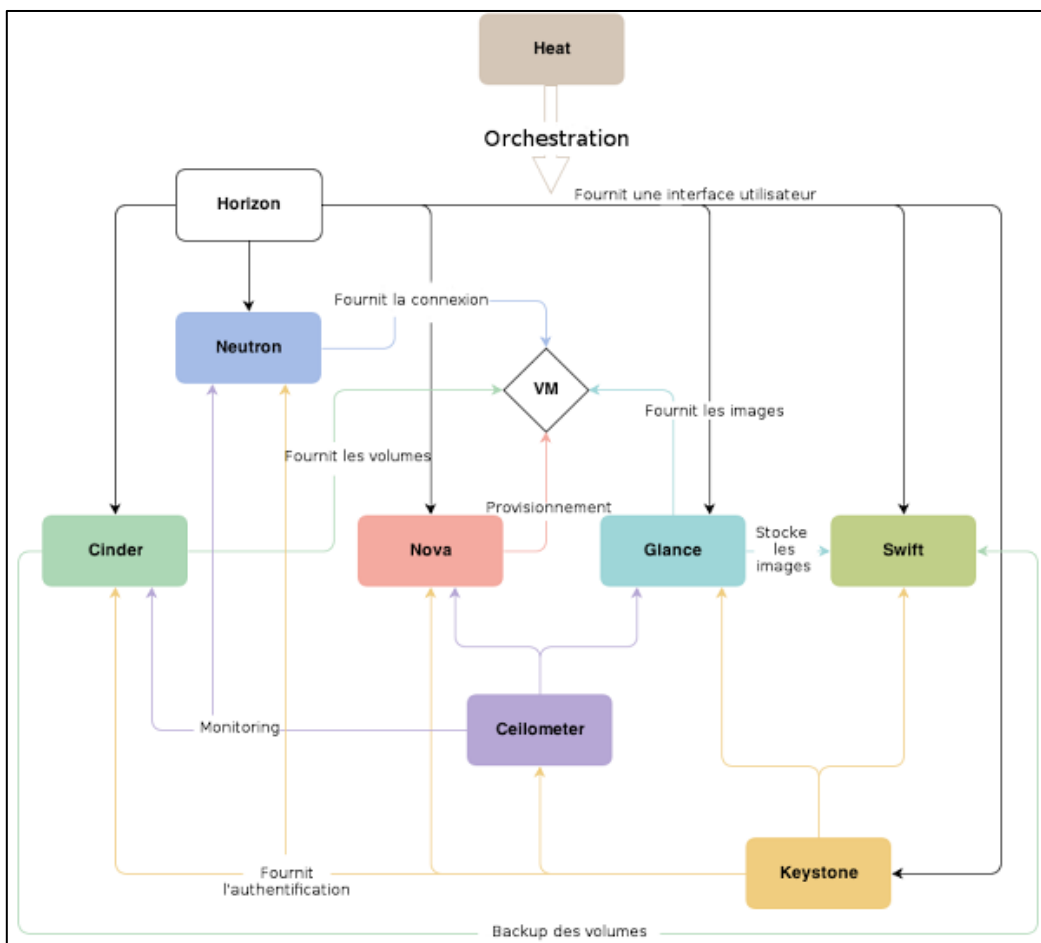 Heat
Orchestration
Fournit une interface utilisateur
Horizon
Fournit la connexion
Neutron
VM
Fournit les images
Fournit les volumes
Provisionnement
Cinder
Nova
Glance
Stocke
les
images
Swift
Monitoring
Ceilometer
Fournit
l'authentification
Keystone
Backup des volumes